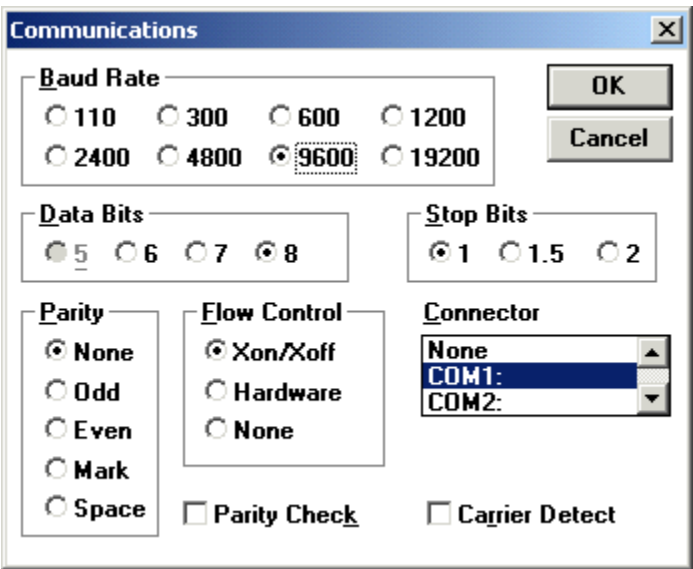 Communications
Baud Rate
110 300 600 1200
2400 4800 9600 19200
OK
Cancel
Data Bits
5 6 7 8
Stop Bits
1 1.5 2
Parity
None
Odd
Even
Mark
Space
Flow Control
Xon/Xoff
Hardware
None
Connector
None
COM1:
COM2:
Parity Check
Carrier Detect